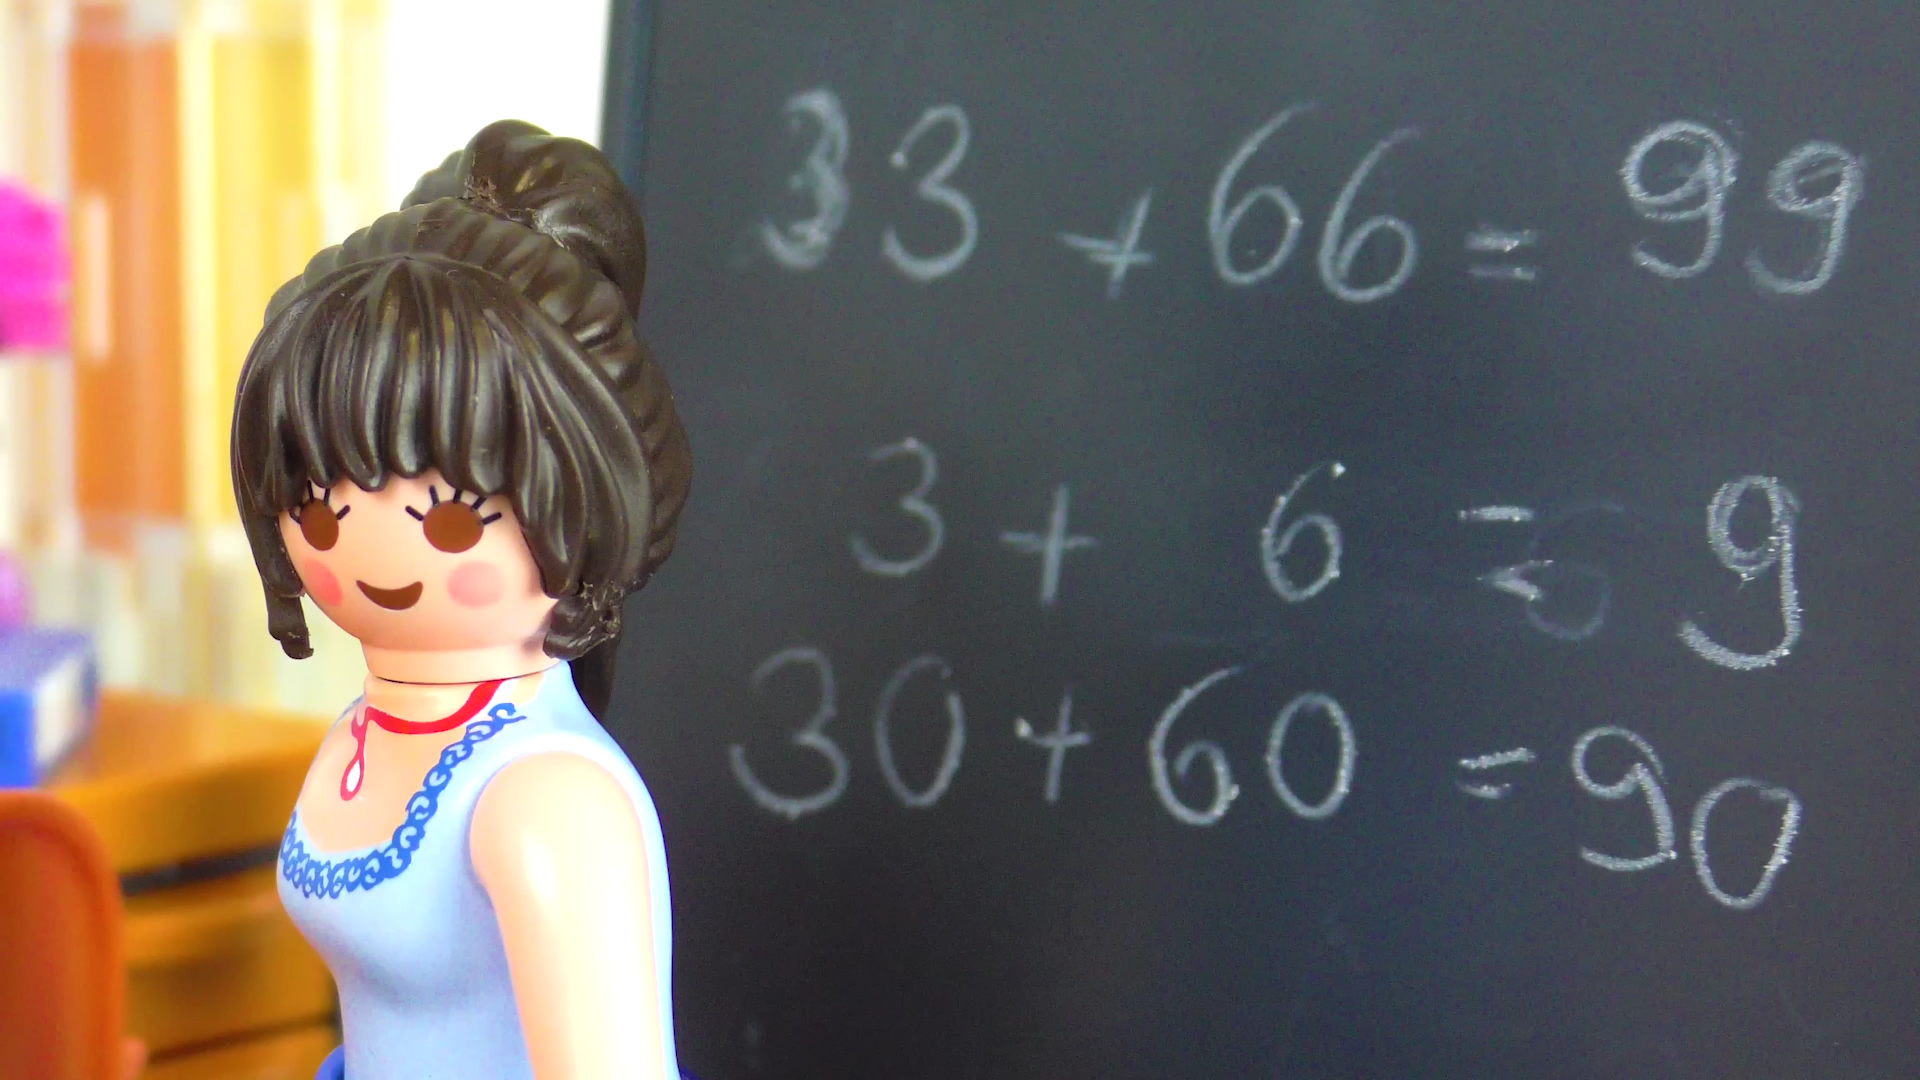 33 + 66 = 99
3 + 6 = 9
30 + 60 = 90